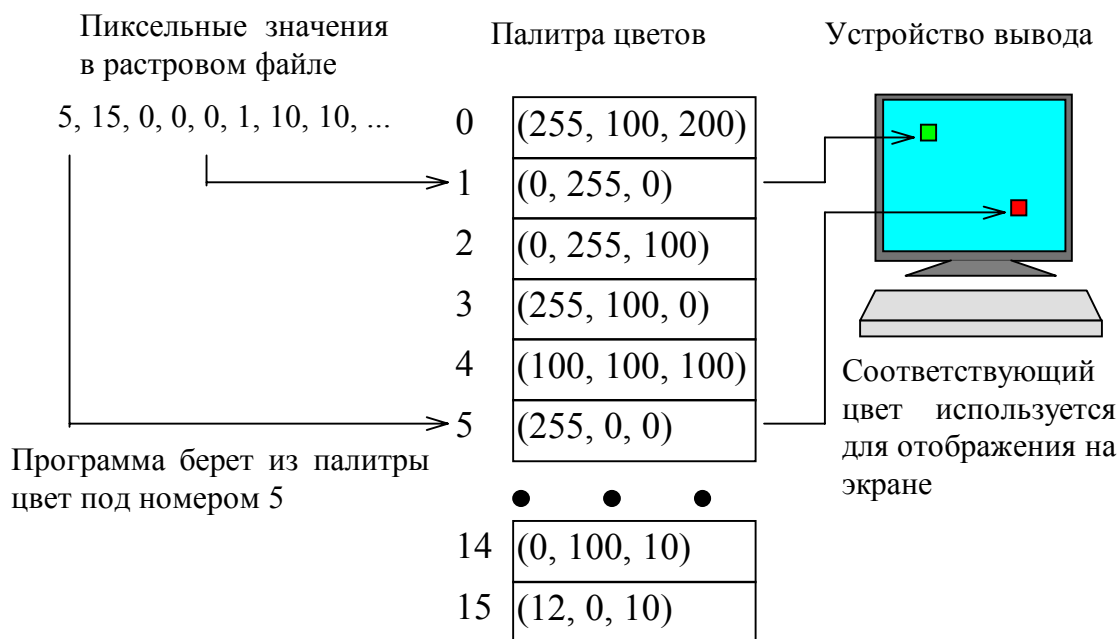 Пиксельные значения
в растровом файле
5, 15, 0, 0, 0, 1, 10, 10, ...
Палитра цветов
Устройство вывода
0 (255, 100, 200)
1 (0, 255, 0)
2 (0, 255, 100)
3 (255, 100, 0)
4 (100, 100, 100)
5 (255, 0, 0)
14 (0, 100, 10)
15 (12, 0, 10)
Программа берет из палитры
цвет под номером 5
Соответствующий
цвет используется
для отображения на
экране